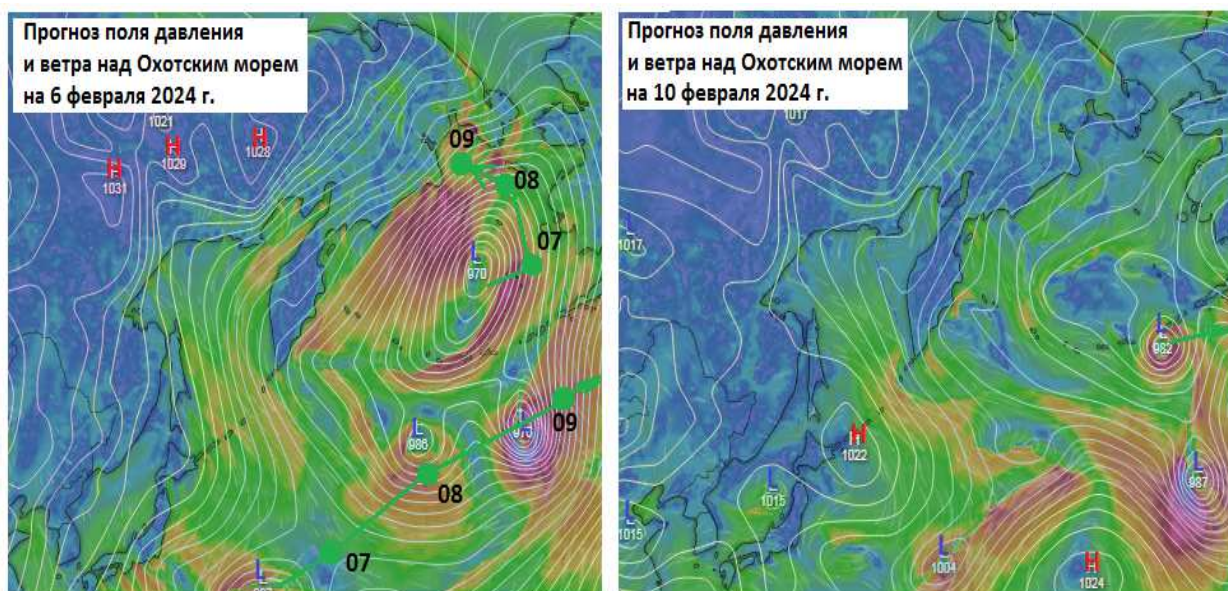 Прогноз поля давления
и ветра над Охотским морем
на 6 февраля 2024 г.
1021
H
1029
H
1028
H
1031
09
08
07
L
970
L
986
L
09
08
07
L
Прогноз поля давления
и ветра над Охотским морем
на 10 февраля 2024 г.
1017
L
1017
L
982
H
1022
L
1015
L
987
L
1015
L
1004
H
1024